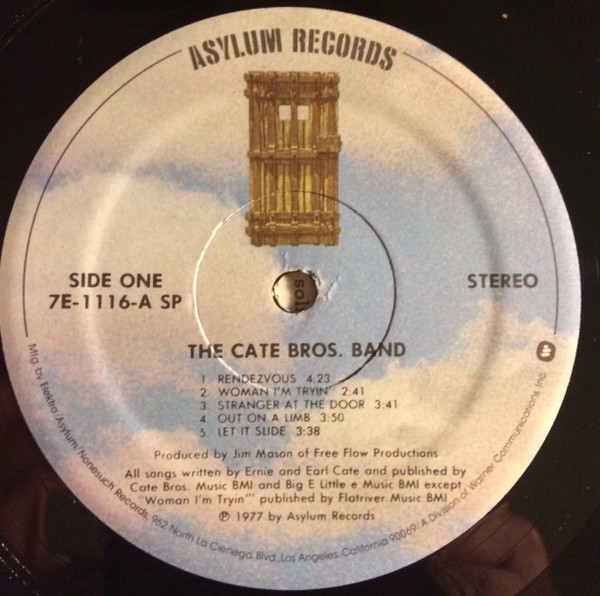 ASYLUM RECORDS
SIDE ONE
7E-1116-A SP
STEREO
THE CATE BROS. BAND
1. RENDEZVOUS 4:23
2. WOMAN I'M TRYIN' 2:41
3. STRANGER AT THE DOOR 3:41
4. OUT ON A LIMB 3:50
5. LET IT SLIDE 3:38
Produced by Jim Mason of Free Flow Productions
All songs written by Ernie and Earl Cate and published by
Cate Bros. Music BMI and Big E Little e Music BMI except
"Woman I'm Tryin'" published by Flatriver Music BMI
℗ 1977 by Asylum Records
Mfg. by Elektra/Asylum/Nonesuch Records, 962 North La Cienega Blvd., Los Angeles, California 90069. A Division of Warner Communications Inc.